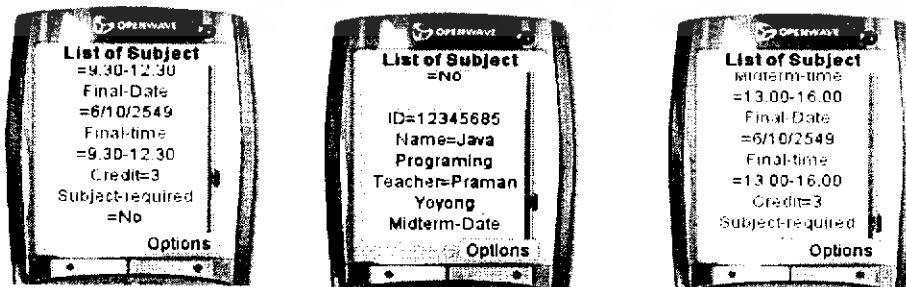 OPENWAVE
List of Subject
=9.30-12.30
Final-Date
=6/10/2549
Final-time
=9.30-12.30
Credit=3
Subject-required
=No
Options
OPENWAVE
List of Subject
=No
ID=12345685
Name=Java
Programing
Teacher=Praman
Yoyong
Midterm-Date
Options
OPENWAVE
List of Subject
Midterm-time
=13.00-16.00
Final-Date
=6/10/2549
Final-time
=13.00-16.00
Credit=3
Subject-required
Options